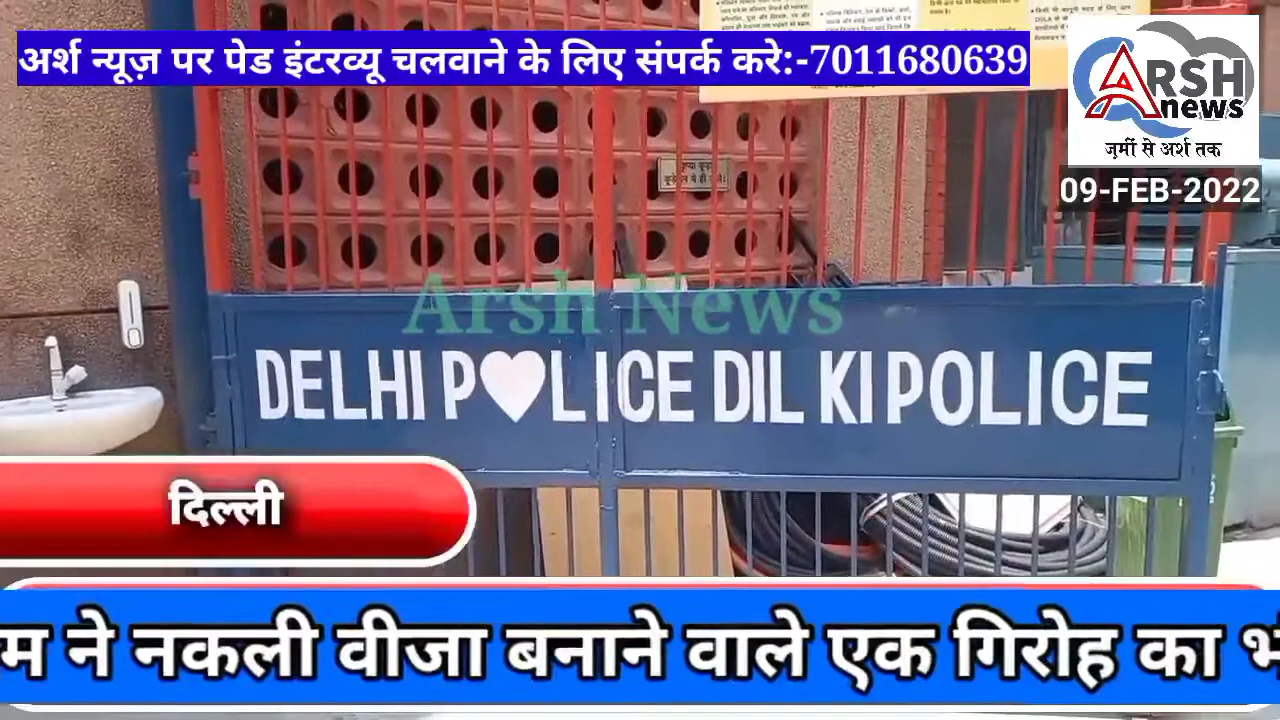 अर्श न्यूज़ पर पेड इंटरव्यू चलवाने के लिए संपर्क करे:-7011680639
ARSH
news
ज़मीं से अर्श तक
09-FEB-2022
Arsh News
DELHI P♥LICE DIL KI POLICE
दिल्ली
ने नकली वीजा बनाने वाले एक गिरोह का